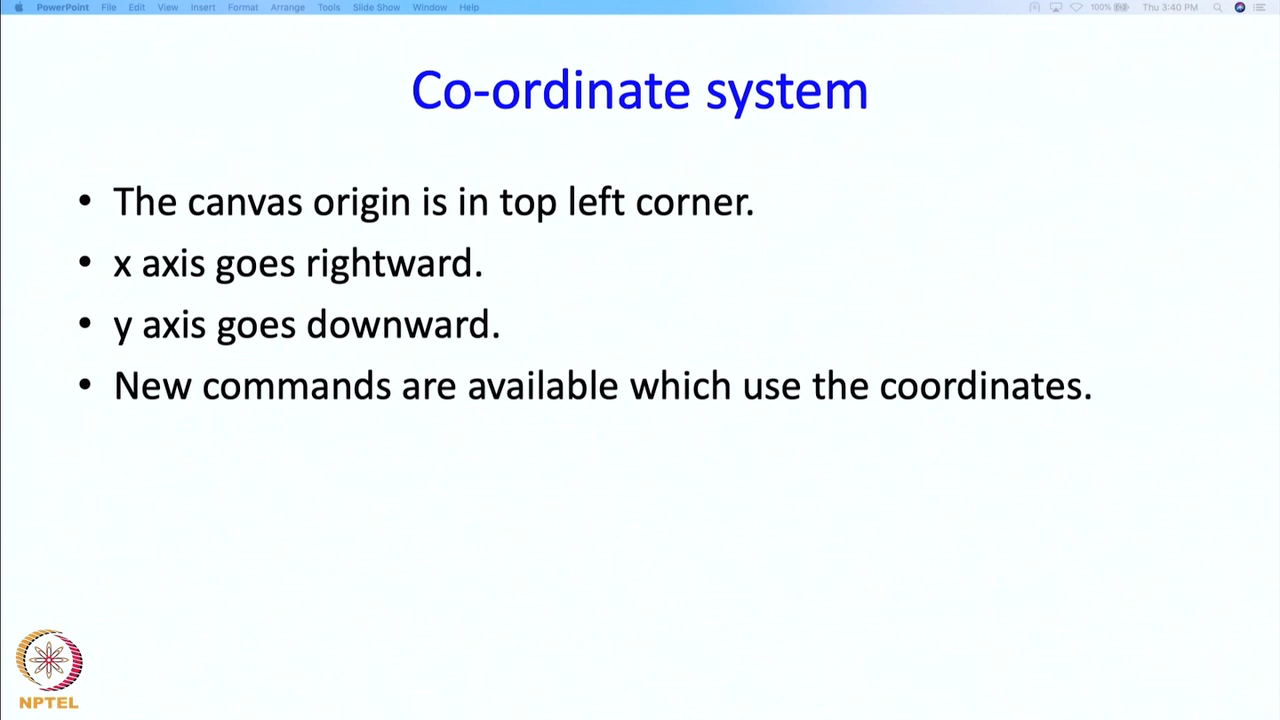 PowerPoint File Edit View Insert Format Arrange Tools Slide Show Window Help 100% Thu 3:40 PM
Co-ordinate system
• The canvas origin is in top left corner.
• x axis goes rightward.
• y axis goes downward.
• New commands are available which use the coordinates.
NPTEL